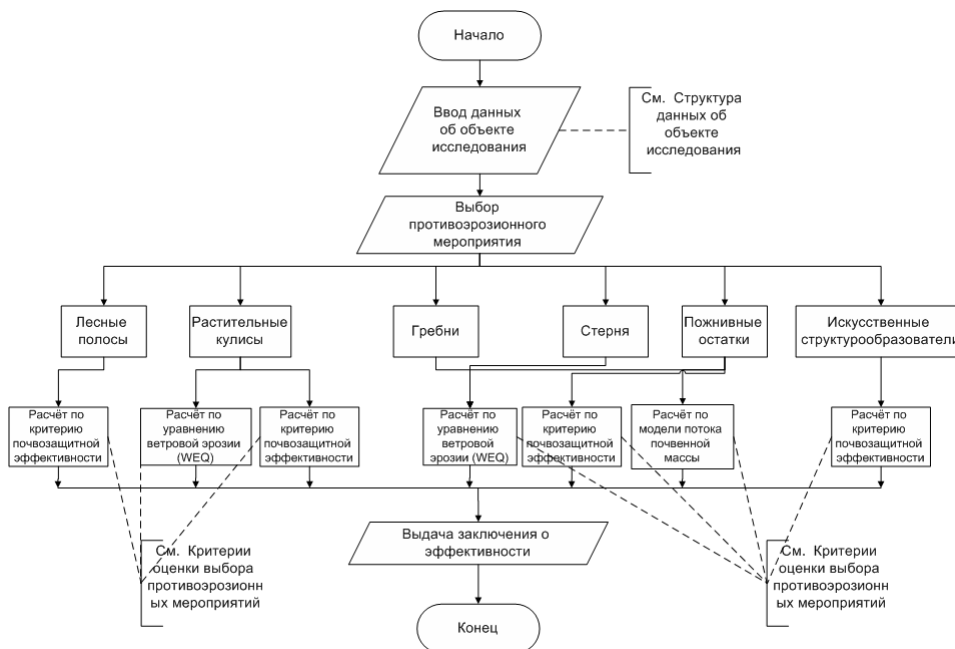 Начало
Ввод данных
об объекте
исследования
См. Структура
данных об
объекте
исследования
Выбор
противоэрозионного
мероприятия
Лесные
полосы
Растительные
кулисы
Гребни
Стерня
Пожнивные
остатки
Искусственные
структурообразователи
Расчёт по
критерию
почвозащитной
эффективности
Расчёт по
уравнению
ветровой эрозии
(WEQ)
Расчёт по
критерию
почвозащитной
эффективности
Расчёт по
уравнению
ветровой
эрозии (WEQ)
Расчёт по
критерию
почвозащитной
эффективности
Расчёт по
модели потока
почвенной
массы
Расчёт по
критерию
почвозащитной
эффективности
Выдача заключения о
эффективности
См. Критерии
оценки выбора
противоэрозионн
ых мероприятий
См. Критерии
оценки выбора
противоэрозионн
ых мероприятий
Конец